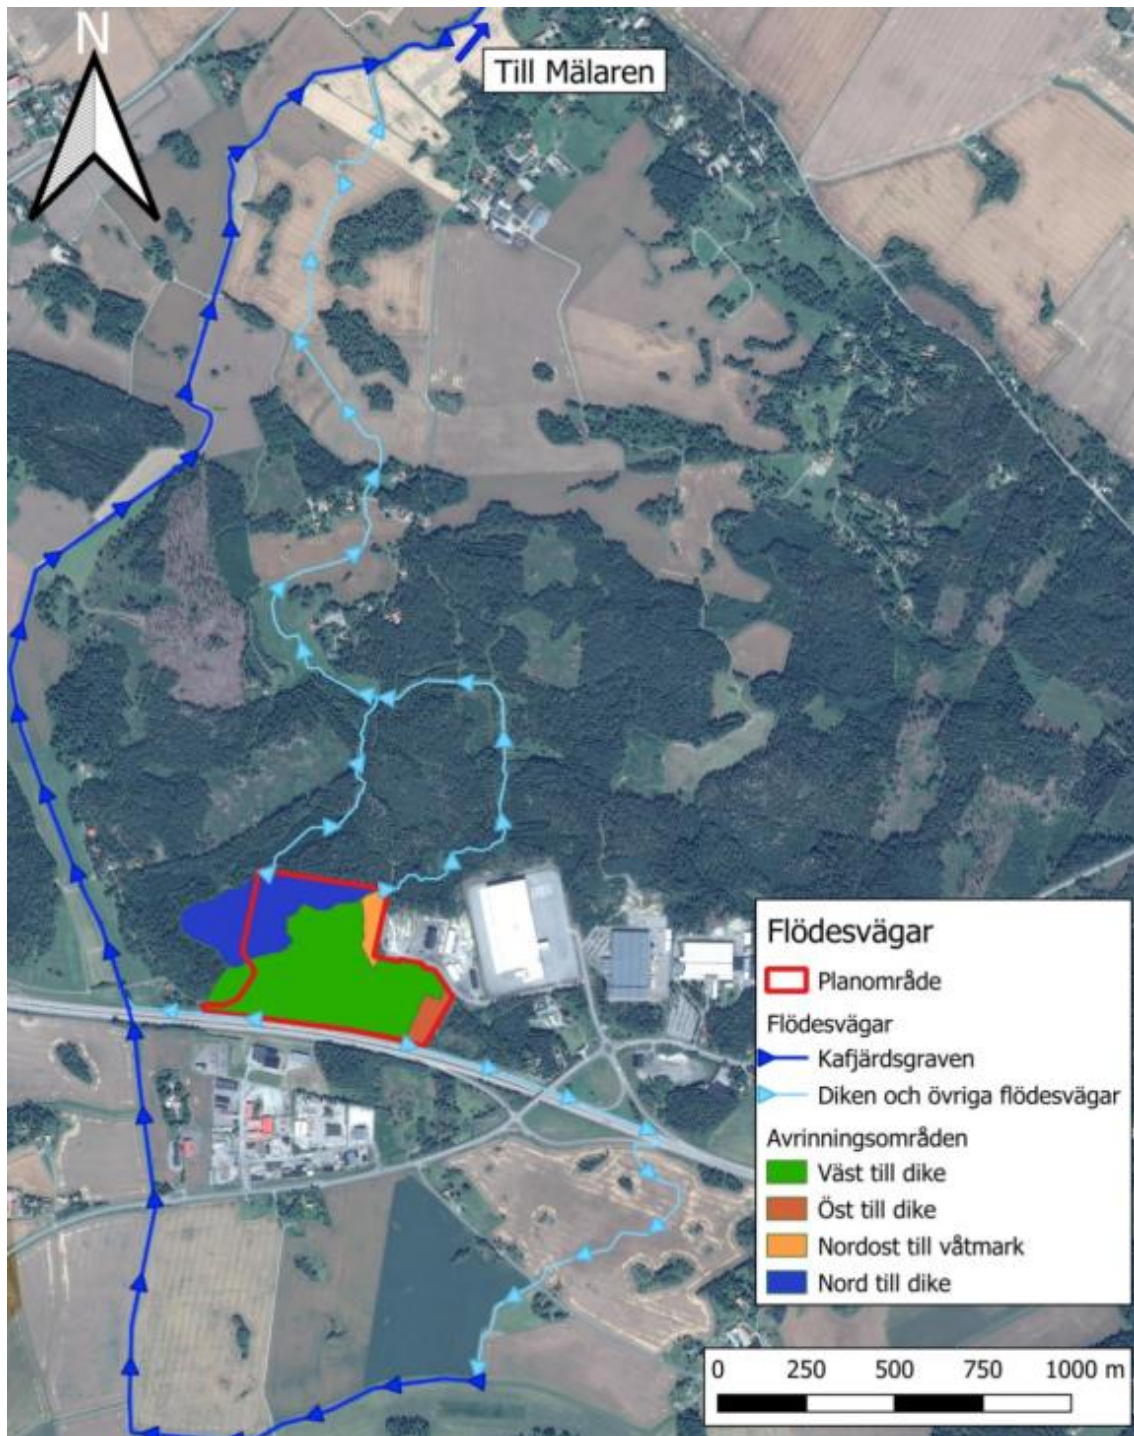 N
Till Mälaren
Flödesvägar
Planområde
Flödesvägar
Kafjärdsgraven
Diken och övriga flödesvägar
Avrinningsområden
Väst till dike
Öst till dike
Nordost till våtmark
Nord till dike
0 250 500 750 1000 m